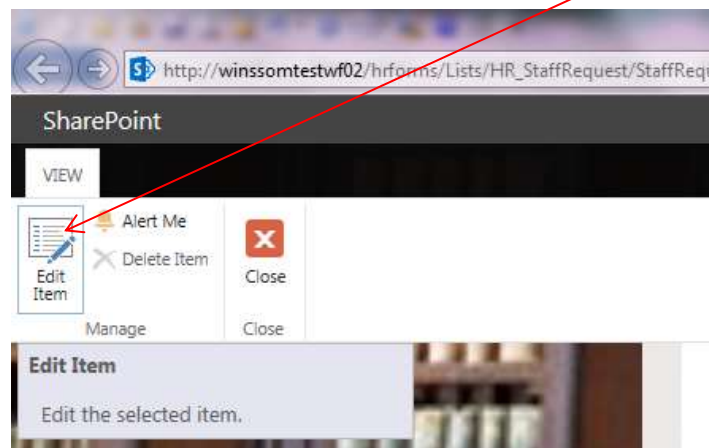 http://winssomtestwf02/hrforms/Lists/HR_StaffRequest/StaffRequ
SharePoint
VIEW
Edit Item
Alert Me
Delete Item
Close
Manage
Close
Edit Item
Edit the selected item.